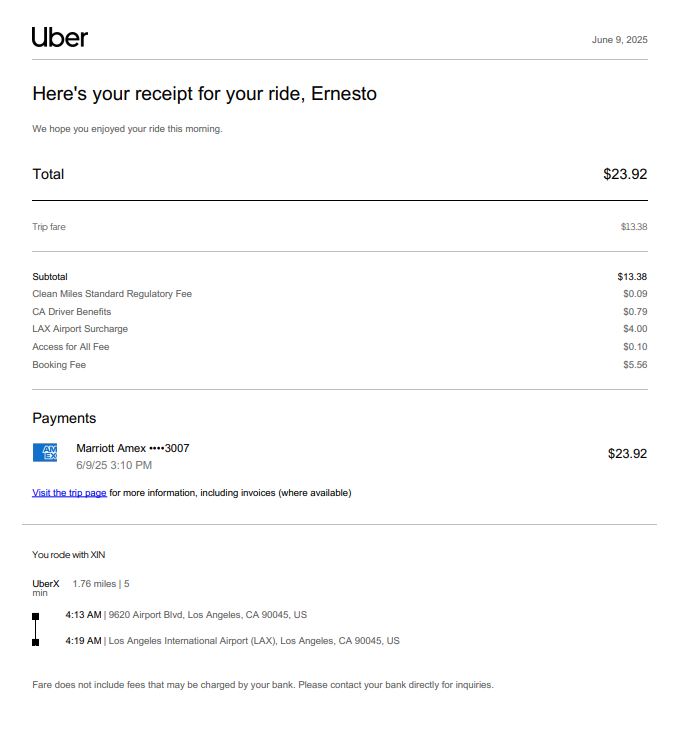 Uber
June 9, 2025
Here's your receipt for your ride, Ernesto
We hope you enjoyed your ride this morning.
Total $23.92
Trip fare $13.38
Subtotal $13.38
Clean Miles Standard Regulatory Fee $0.09
CA Driver Benefits $0.79
LAX Airport Surcharge $4.00
Access for All Fee $0.10
Booking Fee $5.56
Payments
AM
EX
Marriott Amex ••••3007
$23.92
6/9/25 3:10 PM
Visit the trip page for more information, including invoices (where available)
You rode with XIN
UberX 1.76 miles | 5
min
4:13 AM | 9620 Airport Blvd, Los Angeles, CA 90045, US
4:19 AM | Los Angeles International Airport (LAX), Los Angeles, CA 90045, US
Fare does not include fees that may be charged by your bank. Please contact your bank directly for inquiries.